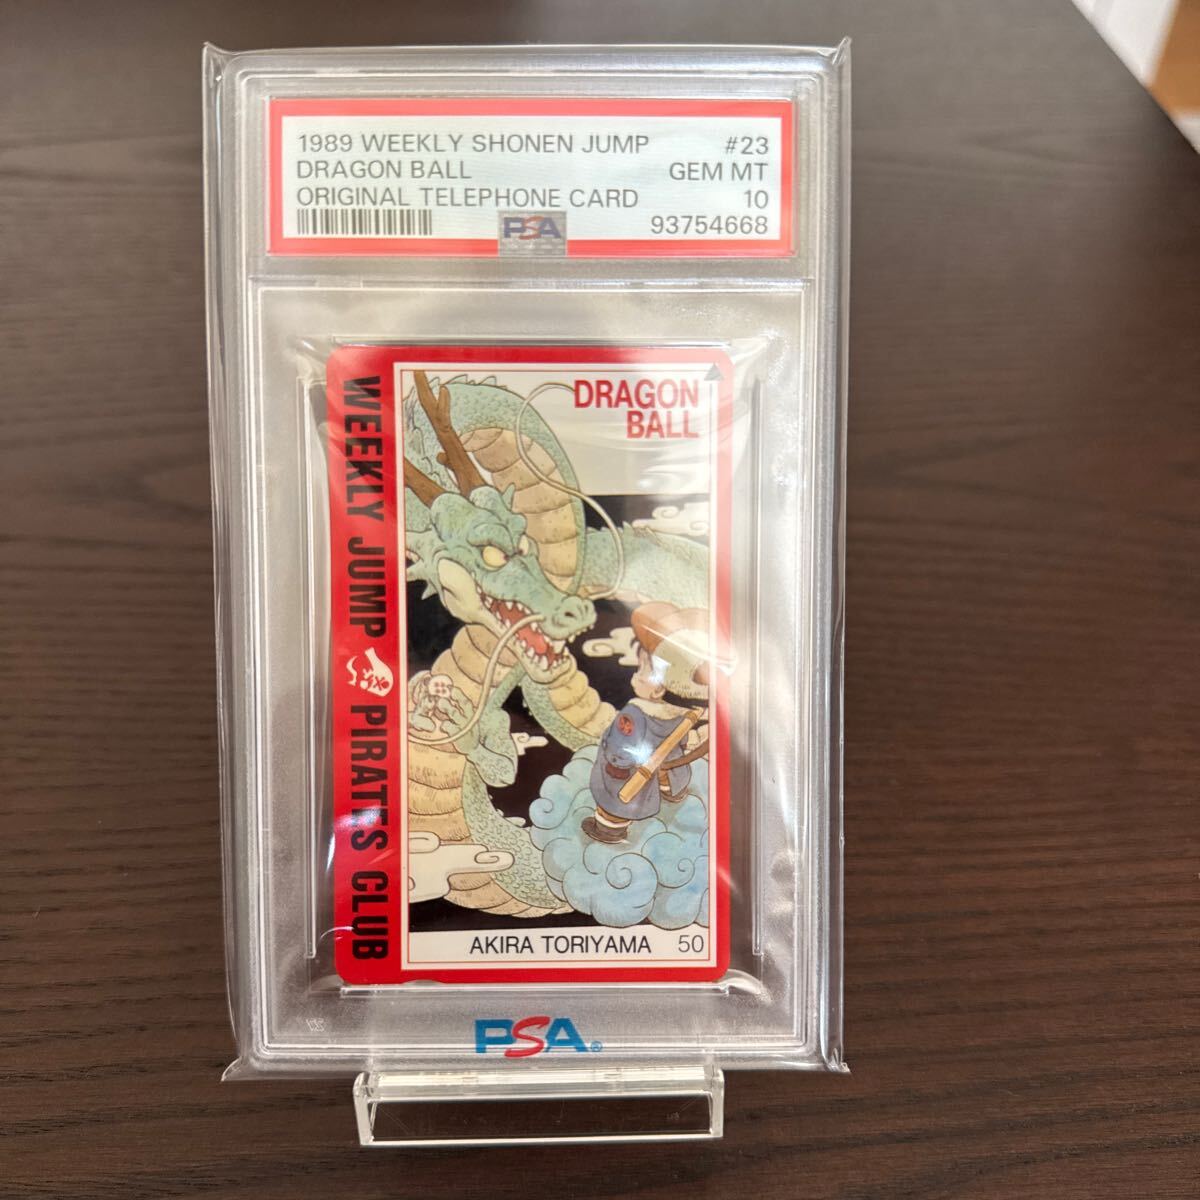 1989 WEEKLY SHONEN JUMP #23
DRAGON BALL GEM MT
ORIGINAL TELEPHONE CARD 10
PSA 93754668
WEEKLY JUMP PIRATES CLUB
DRAGON
BALL
AKIRA TORIYAMA 50
PSA®